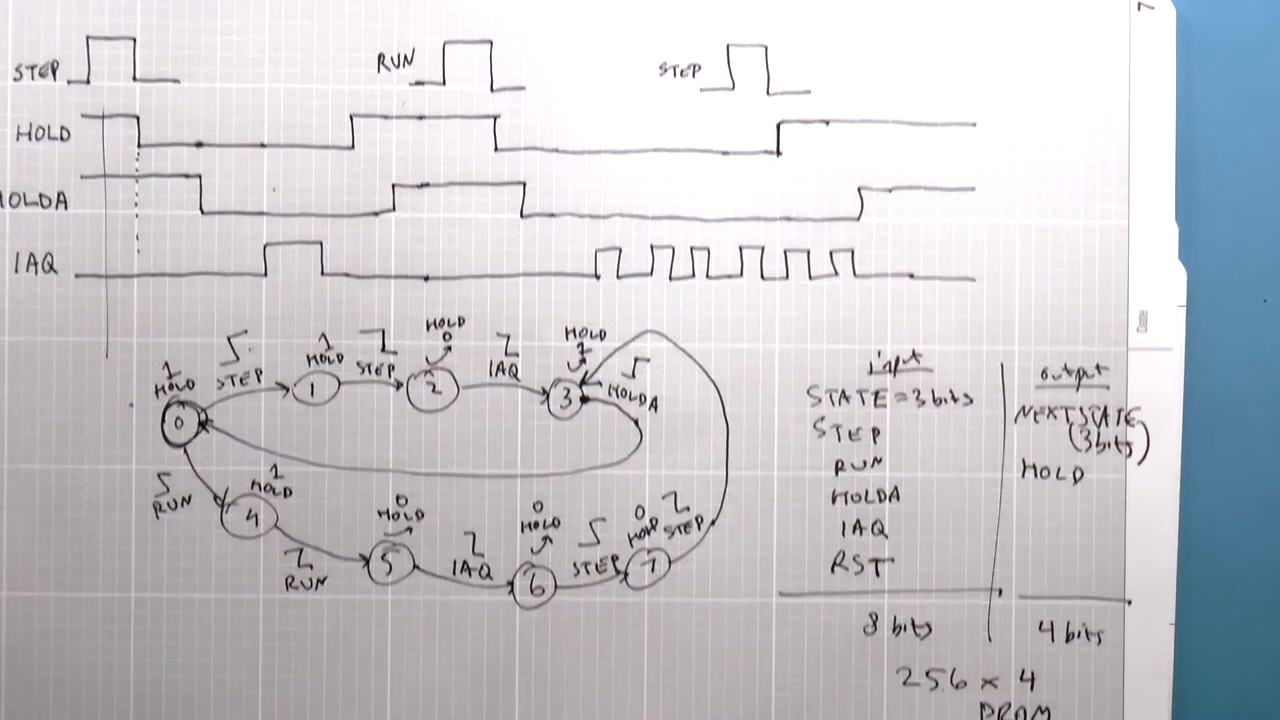 7
STEP
RUN
STEP
HOLD
HOLDA
IAQ
Date
1
HOLD
STEP
1
HOLD
STEP
HOLD
0
IAQ
HOLD
1
HOLDA
0
1
2
3
RUN
1
HOLD
4
RUN
0
HOLD
5
IAQ
0
HOLD
6
STEP
0
HOLD
7
STEP
input
STATE = 3 bits
STEP
RUN
HOLDA
IAQ
RST
8 bits
output
NEXTSTATE
(3 bits)
HOLD
4 bits
256 x 4
PROM